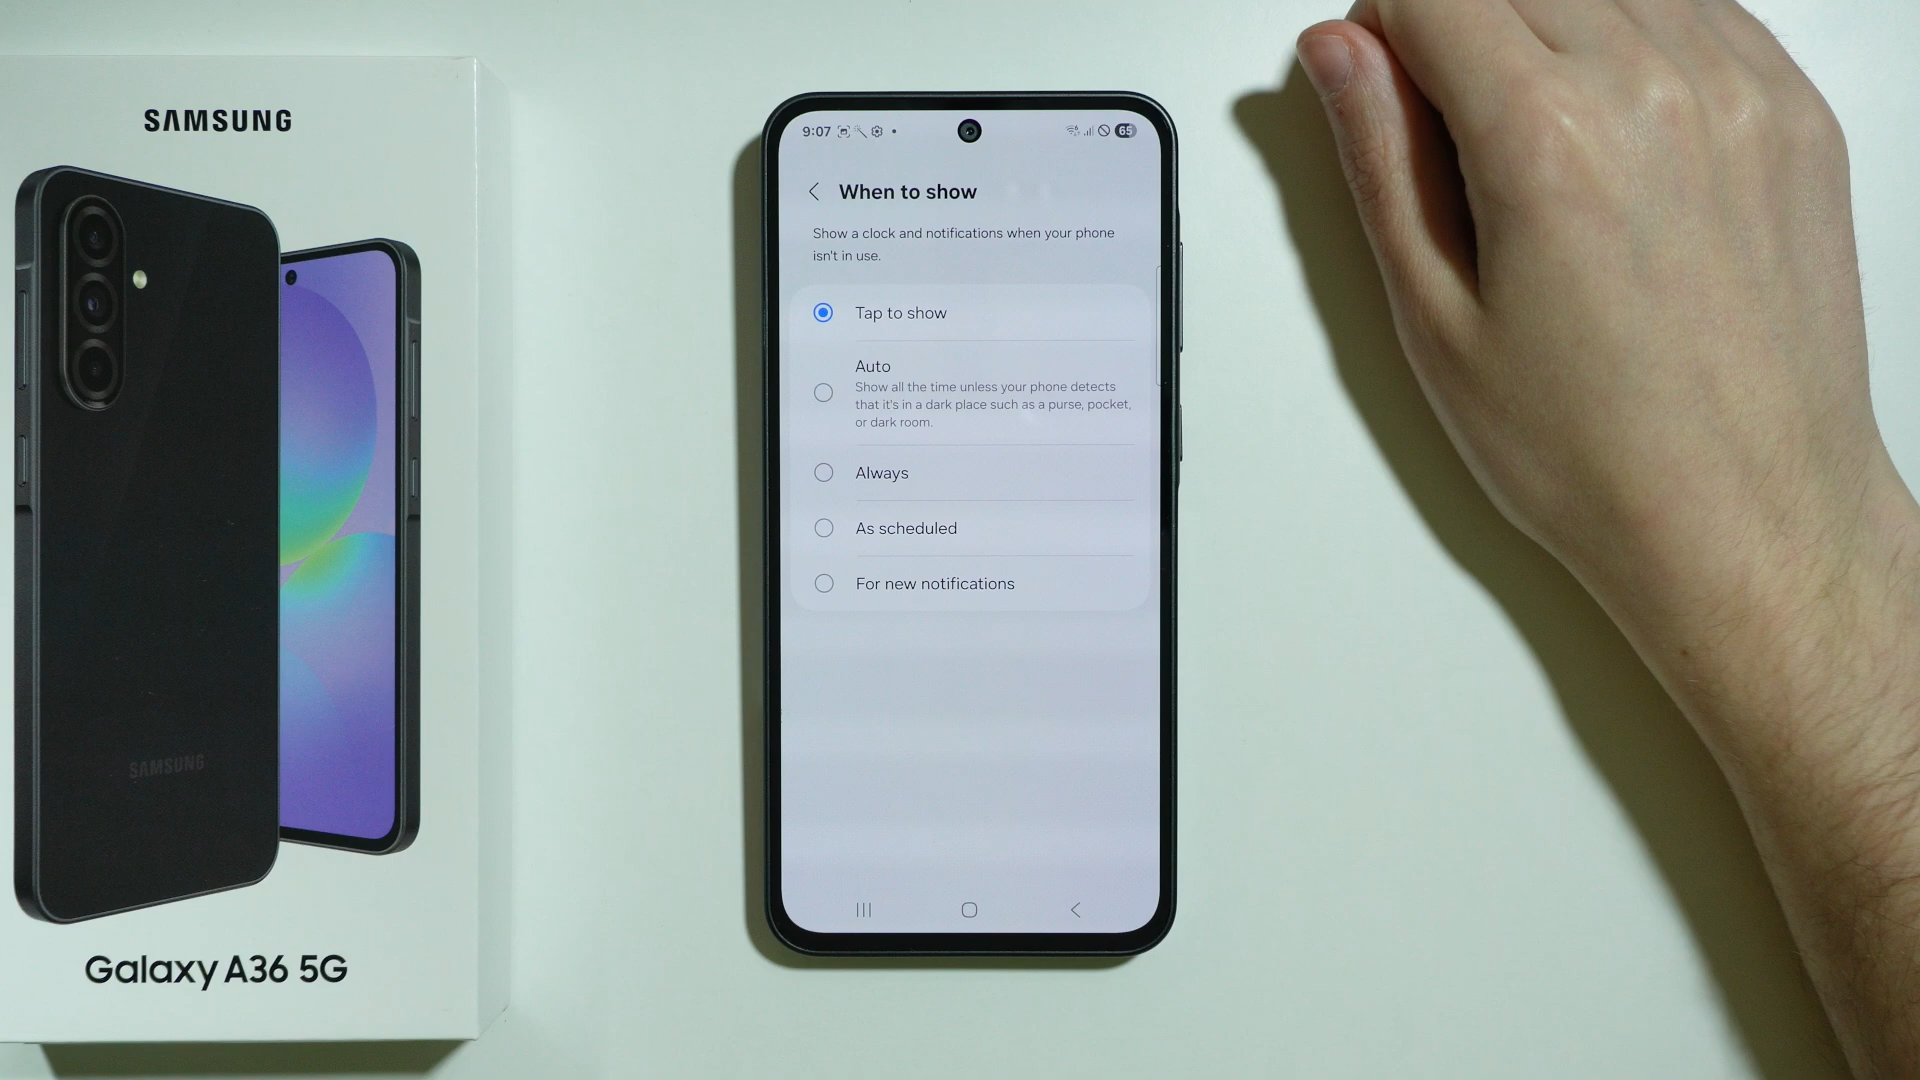 SAMSUNG
SAMSUNG
Galaxy A36 5G
9:07
65
When to show
Show a clock and notifications when your phone
isn't in use.
Tap to show
Auto
Show all the time unless your phone detects
that it's in a dark place such as a purse, pocket,
or dark room.
Always
As scheduled
For new notifications